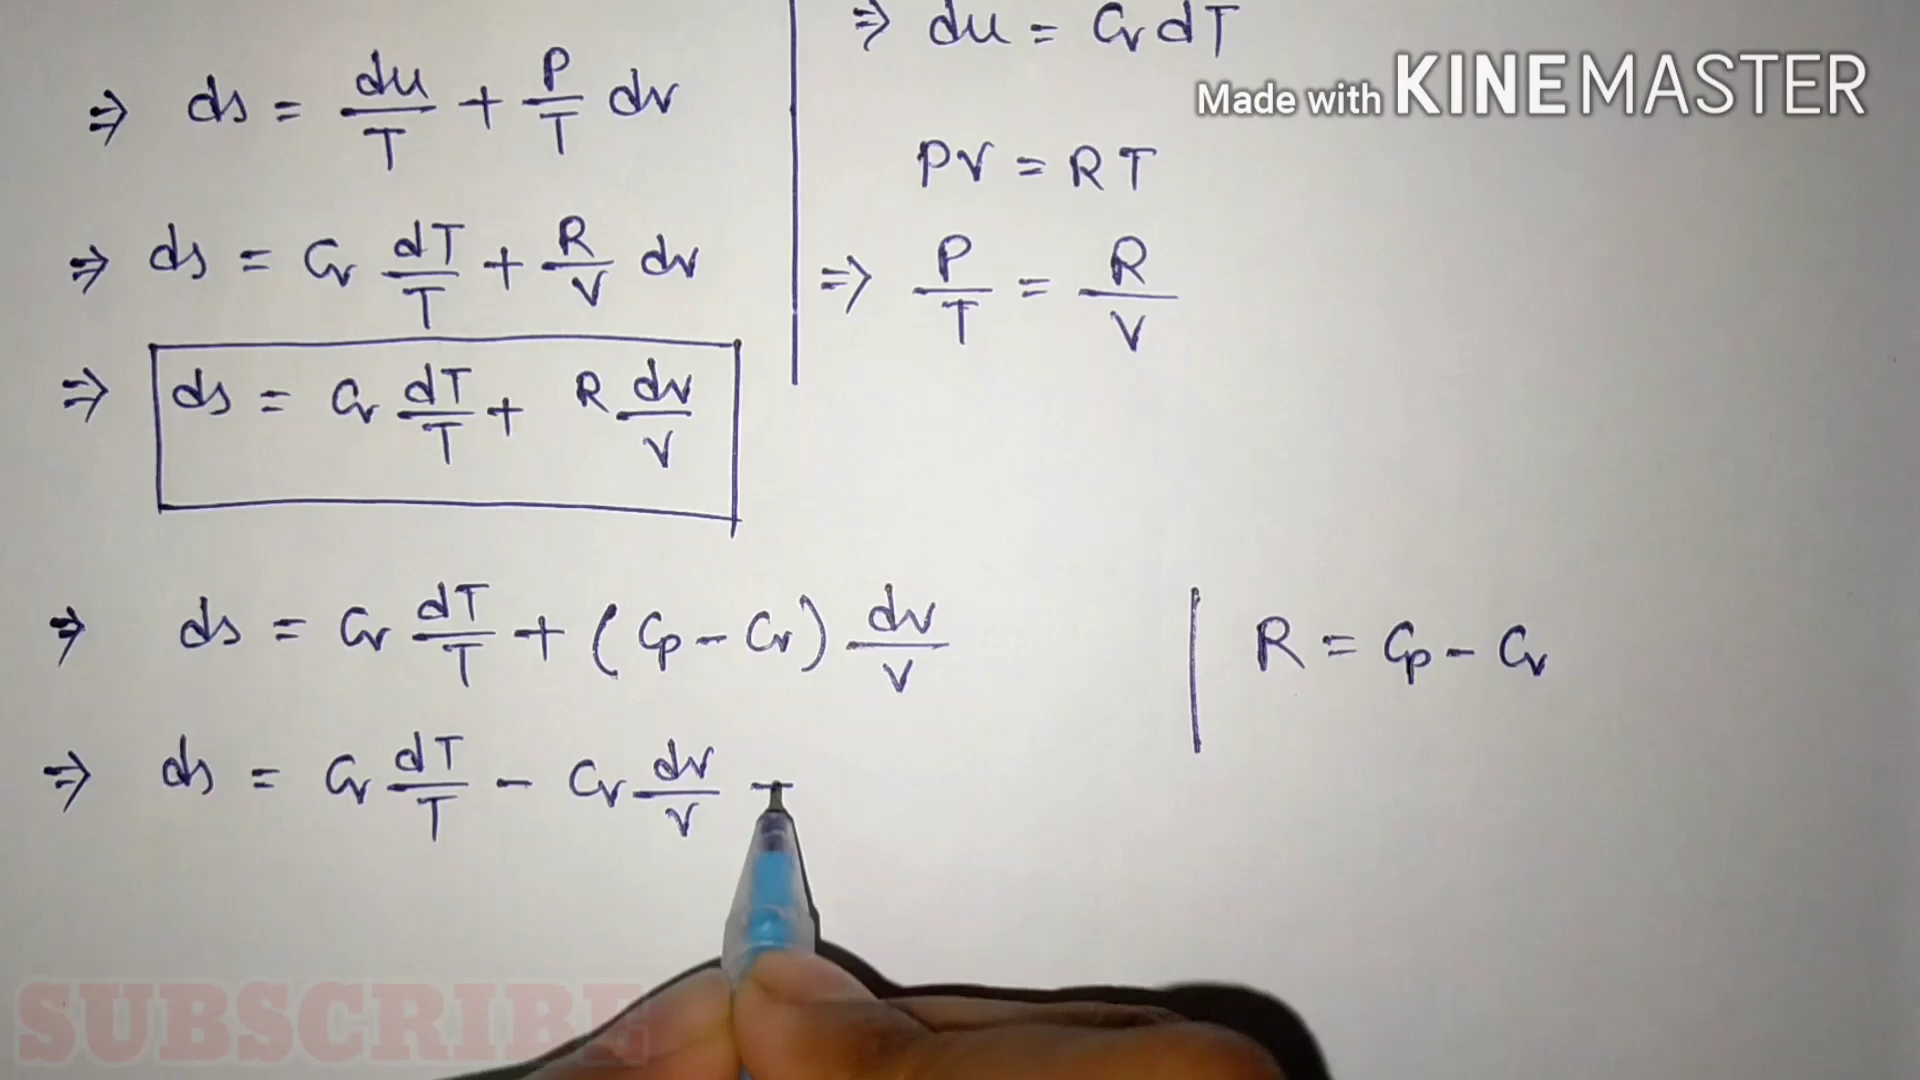 ⇒ ds = du/T + P/T dv
⇒ ds = Cv dT/T + R/V dv
⇒ ds = Cv dT/T + R dv/v
⇒ du = Cv dT
Made with KINEMASTER
PV = RT
⇒ P/T = R/V
⇒ ds = Cv dT/T + (Cp - Cv) dv/v
R = Cp - Cv
⇒ ds = Cv dT/T - Cv dv/v
SUBSCRIBE